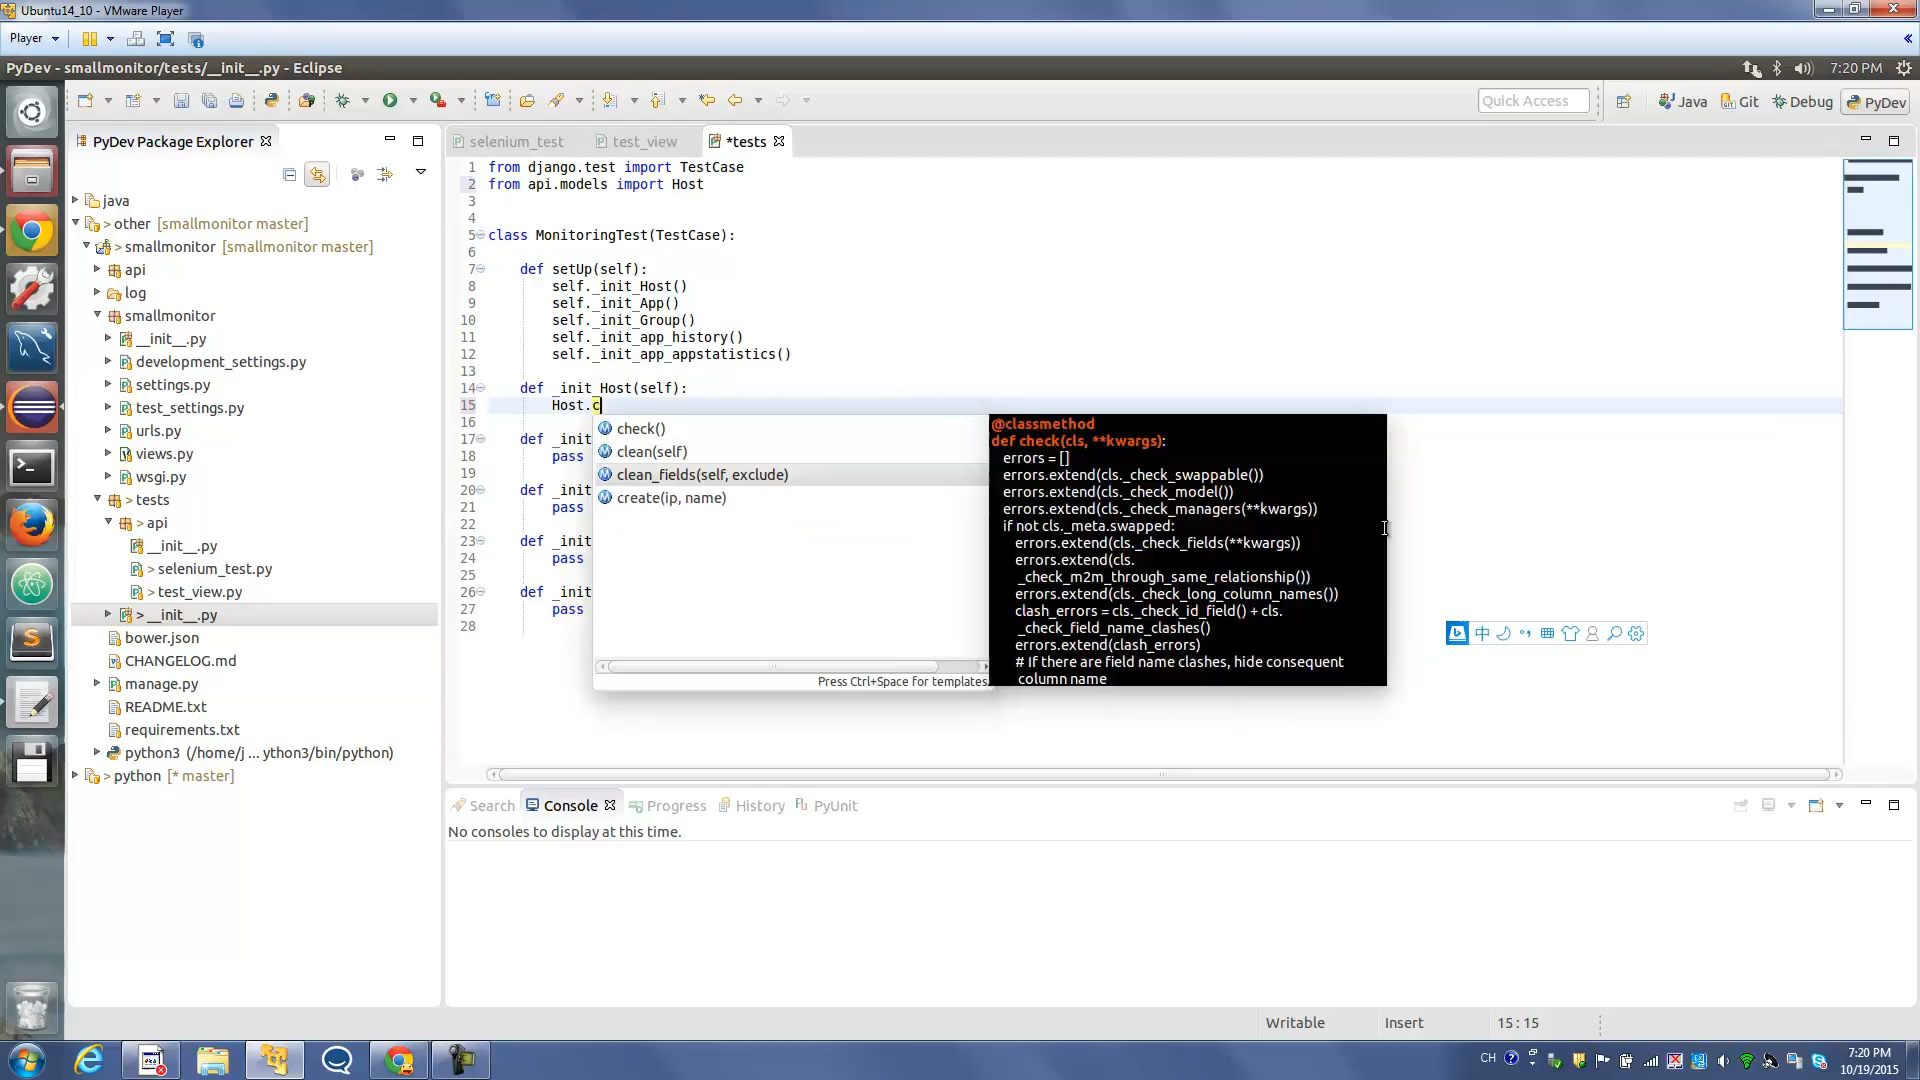 Ubuntu14_10 - VMware Player
Player
PyDev - smallmonitor/tests/__init__.py - Eclipse
7:20 PM
Quick Access
Java
Git
Debug
PyDev
PyDev Package Explorer
java
> other [smallmonitor master]
> smallmonitor [smallmonitor master]
api
log
smallmonitor
__init__.py
development_settings.py
settings.py
test_settings.py
urls.py
views.py
wsgi.py
> tests
> api
__init__.py
> selenium_test.py
> test_view.py
> __init__.py
bower.json
CHANGELOG.md
manage.py
README.txt
requirements.txt
python3 (/home/j ... ython3/bin/python)
> python [* master]
selenium_test
test_view
*tests
1 from django.test import TestCase
2 from api.models import Host
3
4
5 class MonitoringTest(TestCase):
6
7 def setUp(self):
8 self._init_Host()
9 self._init_App()
10 self._init_Group()
11 self._init_app_history()
12 self._init_app_appstatistics()
13
14 def _init_Host(self):
15 Host.c
16
17 def _init
18 pass
19
20 def _init
21 pass
22
23 def _init
24 pass
25
26 def _init
27 pass
28
check()
clean(self)
clean_fields(self, exclude)
create(ip, name)
Press Ctrl+Space for templates.
@classmethod
def check(cls, **kwargs):
errors = []
errors.extend(cls._check_swappable())
errors.extend(cls._check_model())
errors.extend(cls._check_managers(**kwargs))
if not cls._meta.swapped:
errors.extend(cls._check_fields(**kwargs))
errors.extend(cls.
_check_m2m_through_same_relationship())
errors.extend(cls._check_long_column_names())
clash_errors = cls._check_id_field() + cls.
_check_field_name_clashes()
errors.extend(clash_errors)
# If there are field name clashes, hide consequent
column name
中
Search
Console
Progress
History
PyUnit
No consoles to display at this time.
Writable
Insert
15 : 15
CH
7:20 PM
10/19/2015